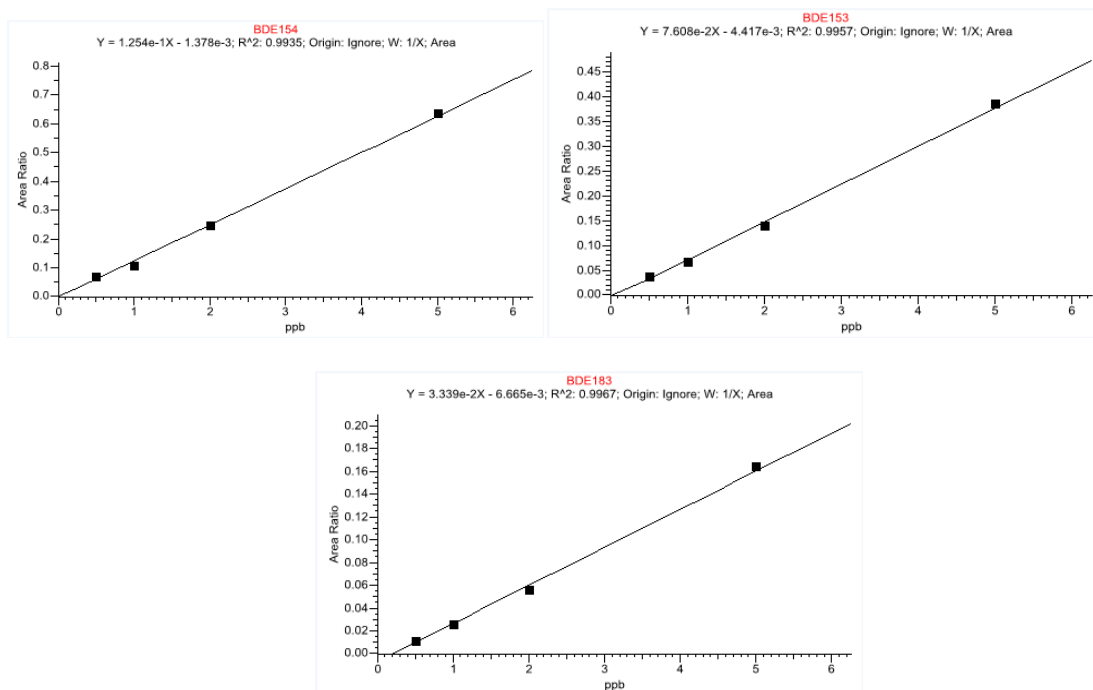 BDE154
Y = 1.254e-1X - 1.378e-3; R^2: 0.9935; Origin: Ignore; W: 1/X; Area
0.8
0.7
0.6
0.5
0.4
0.3
0.2
0.1
0.0
Area Ratio
0 1 2 3 4 5 6
ppb
BDE153
Y = 7.608e-2X - 4.417e-3; R^2: 0.9957; Origin: Ignore; W: 1/X; Area
0.45
0.40
0.35
0.30
0.25
0.20
0.15
0.10
0.05
0.00
Area Ratio
0 1 2 3 4 5 6
ppb
BDE183
Y = 3.339e-2X - 6.665e-3; R^2: 0.9967; Origin: Ignore; W: 1/X; Area
0.20
0.18
0.16
0.14
0.12
0.10
0.08
0.06
0.04
0.02
0.00
Area Ratio
0 1 2 3 4 5 6
ppb